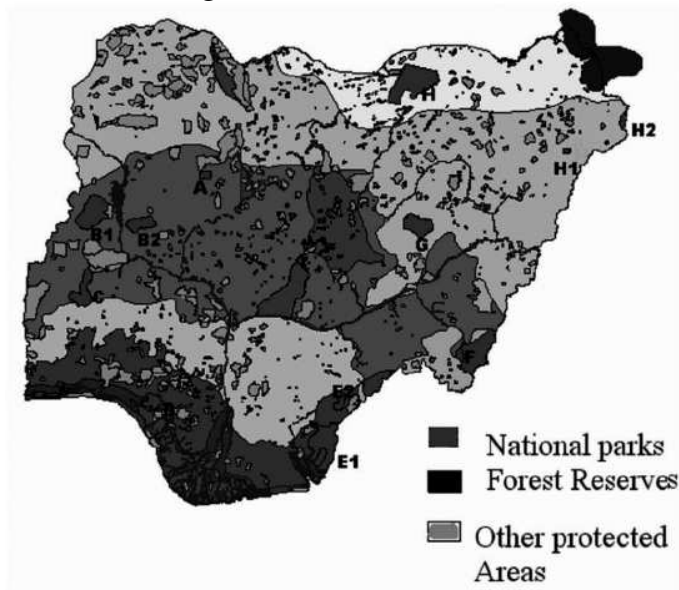 H
H2
H1
A
B1
B2
G
C
F
E2
E1
National parks
Forest Reserves
Other protected
Areas